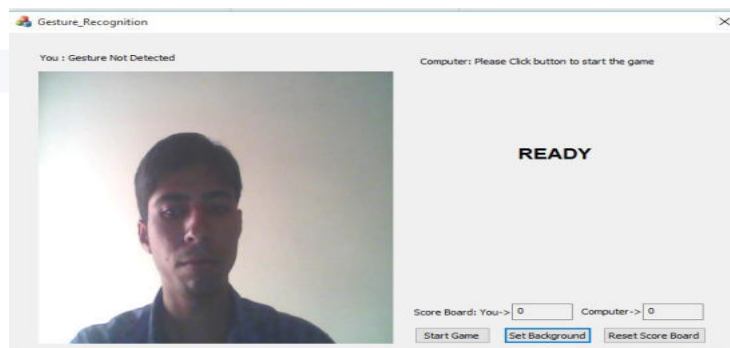 Gesture_Recognition
You : Gesture Not Detected
Computer: Please Click button to start the game
READY
Score Board: You-> 0 Computer-> 0
Start Game Set Background Reset Score Board